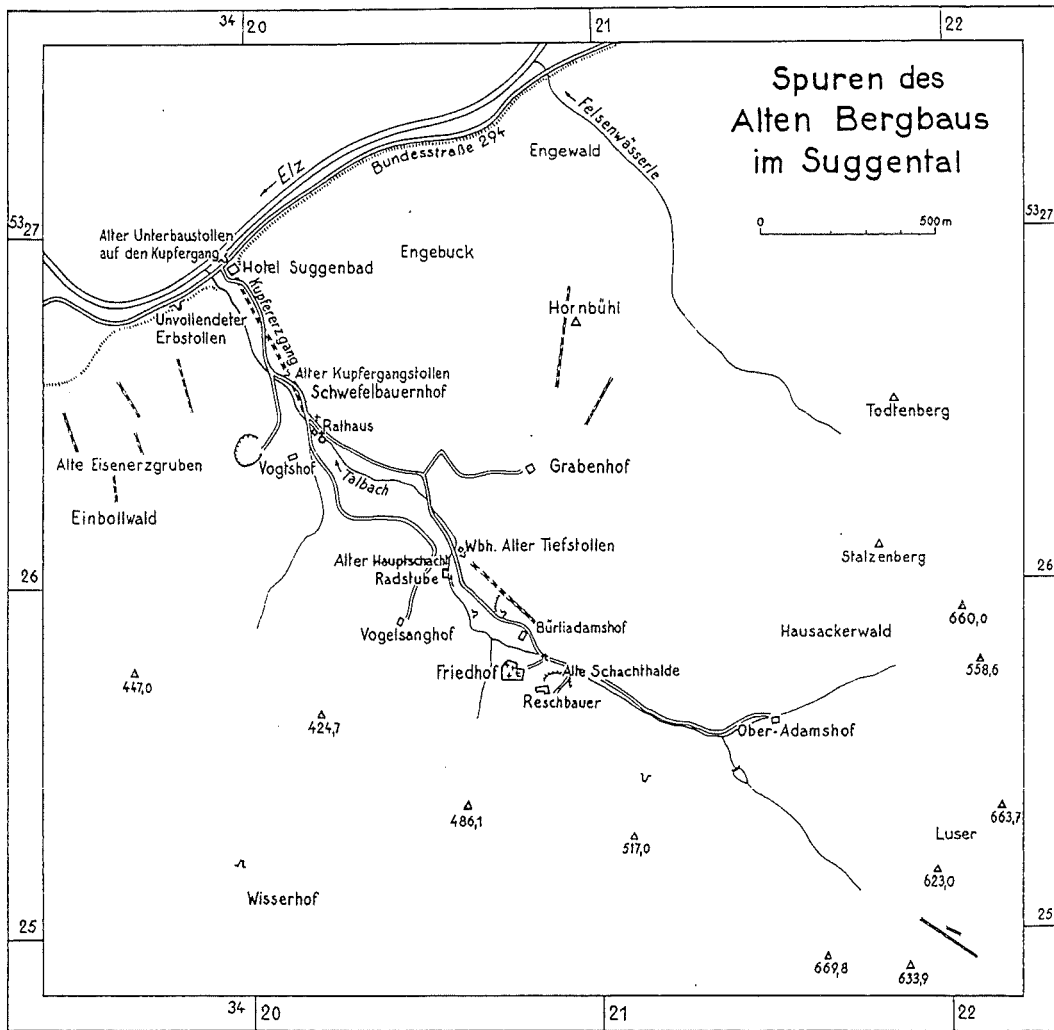 34 20
21
22
Spuren des
Alten Bergbaus
im Suggental
0 500m
Felsenwässerle
Engewald
Bundesstraße 294
Elz
5327
5327
Alter Unterbaustollen
auf den Kupfergang
Hotel Suggenbad
Engebuck
Kupfererzgang
Unvollendeter
Erbstollen
Hornbühl
Alter Kupfergangstollen
Schwefelbauernhof
Todtenberg
Rathaus
Alte Eisenerzgruben
Vogtshof
Talbach
Grabenhof
Einbollwald
Wbh. Alter Tiefstollen
Stalzenberg
Alter Hauptschacht
Radstube
26
26
660,0
Bürliadamshof
Hausackerwald
Vogelsanghof
558,6
Friedhof
Alte Schachthalde
447,0
Reschbauer
424,7
Ober-Adamshof
486,1
663,7
517,0
Luser
623,0
Wisserhof
25
25
669,8
633,9
34 20
21
22